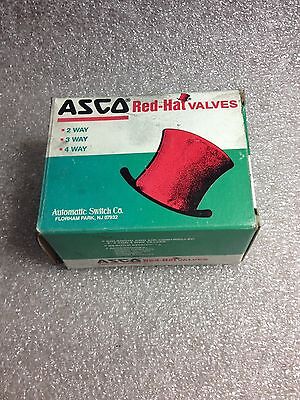 ASCO Red-Hat VALVES
2 WAY
3 WAY
4 WAY
Automatic Switch Co.
FLORHAM PARK, NJ 07932
Red-Hat VALVES